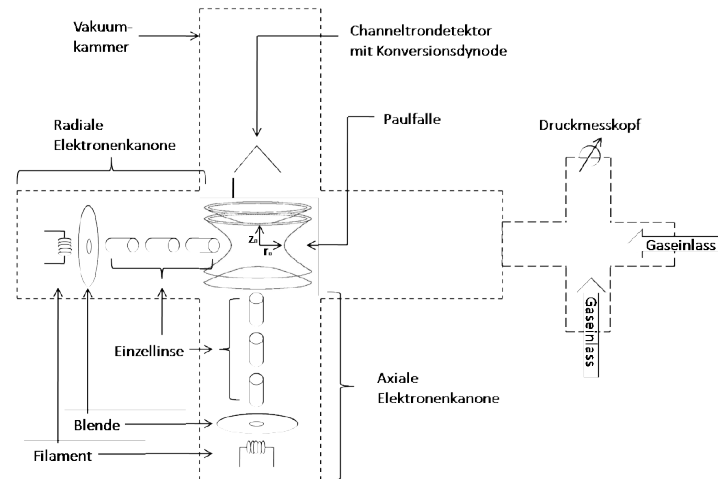 Vakuum-
kammer
Channeltrondetektor
mit Konversionsdynode
Radiale
Elektronenkanone
Paulfalle
Druckmesskopf
z₀
r₀
Gaseinlass
Gaseinlass
Einzellinse
Axiale
Elektronenkanone
Blende
Filament